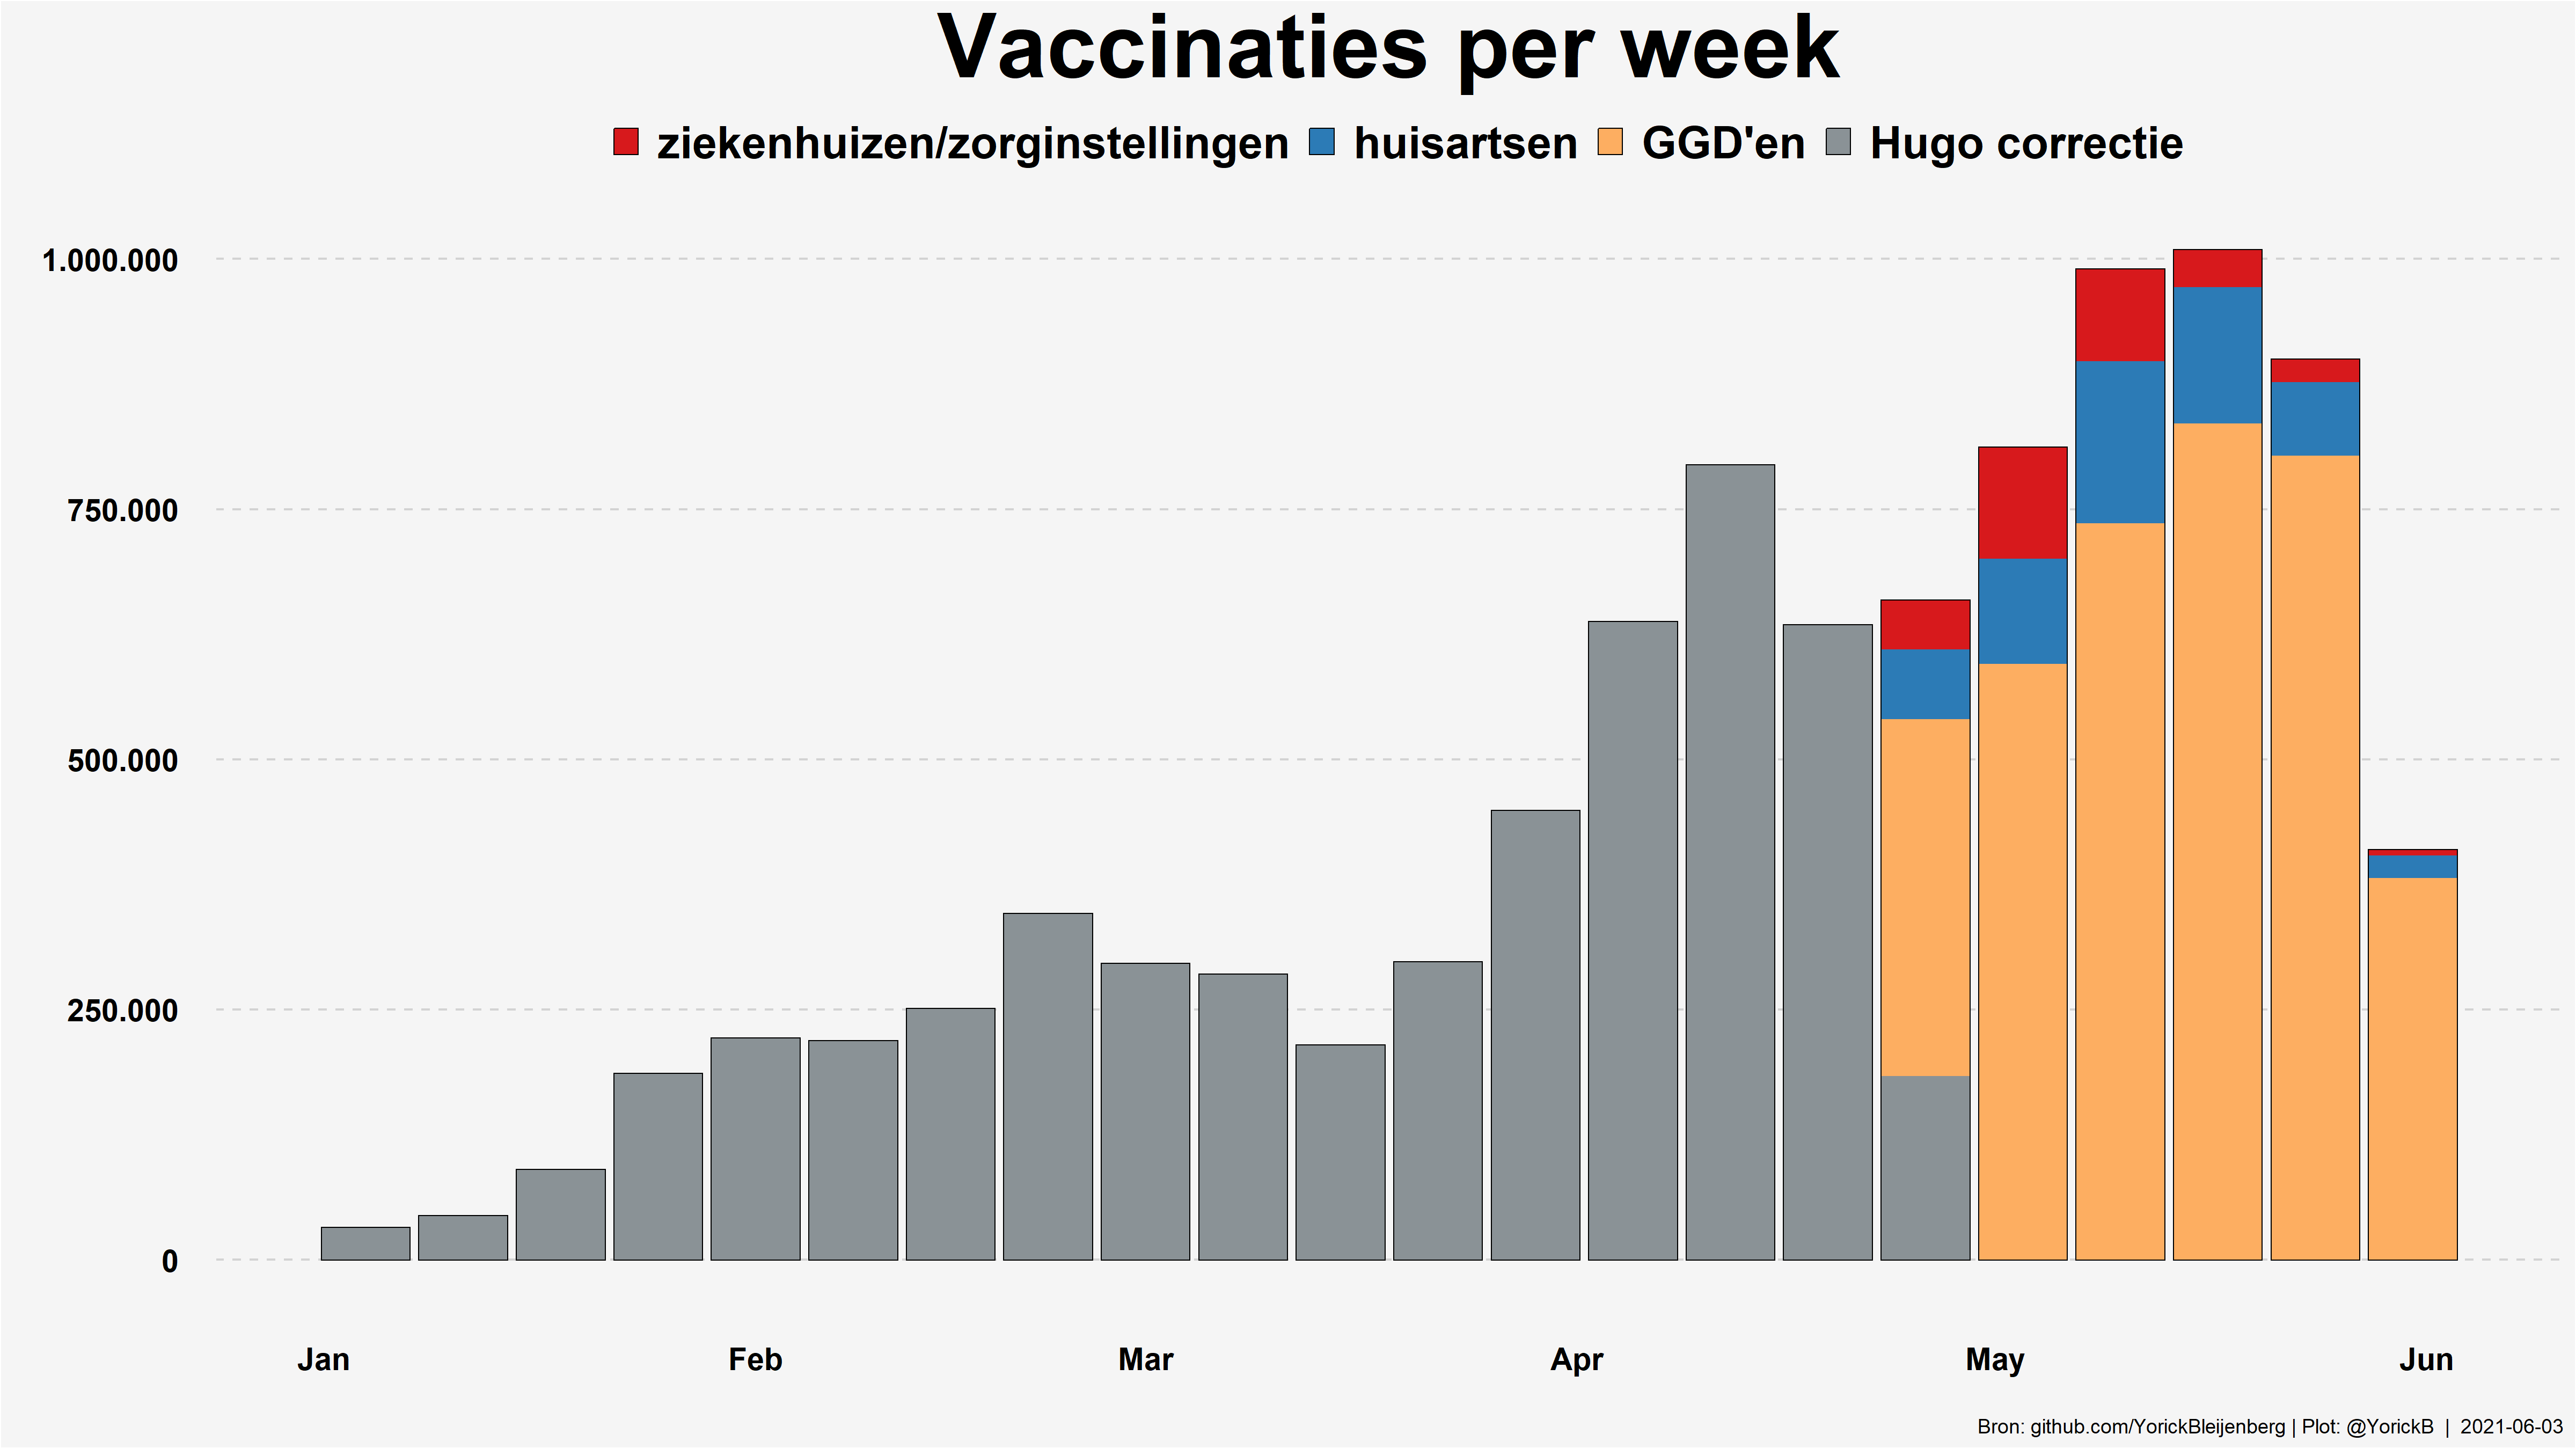 Vaccinaties per week
ziekenhuizen/zorginstellingen huisartsen GGD'en Hugo correctie
1.000.000
750.000
500.000
250.000
0
Jan Feb Mar Apr May Jun
Bron: github.com/YorickBleijenberg | Plot: @YorickB | 2021-06-03